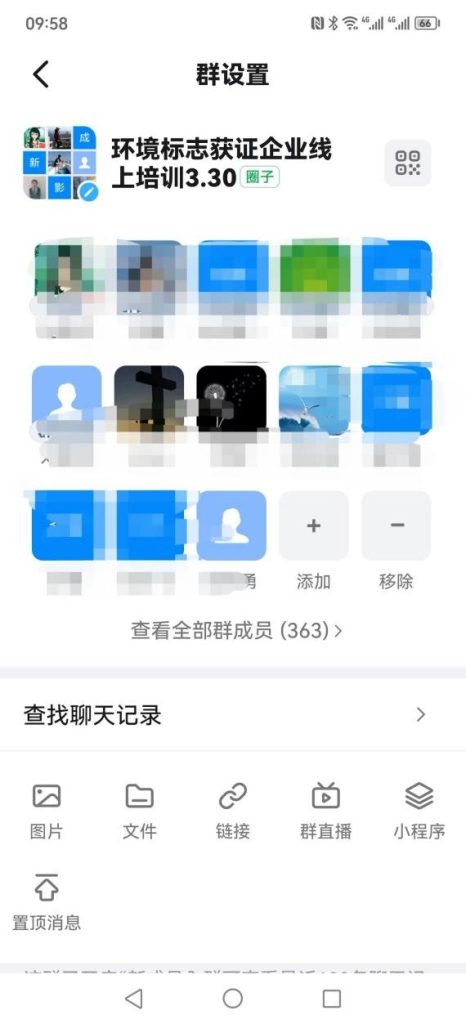 09:58
4G
4G
66
群设置
成
新
影
环境标志获证企业线
上培训3.30 圈子
勇
添加
移除
查看全部群成员 (363)
查找聊天记录
图片
文件
链接
群直播
小程序
置顶消息